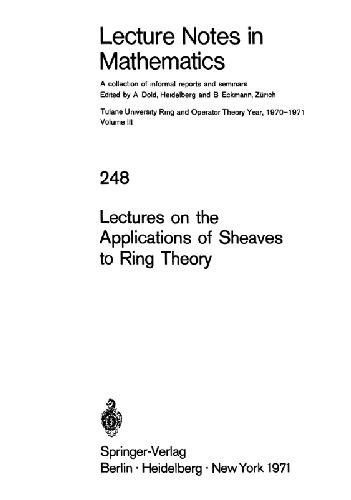 Lecture Notes in
Mathematics
A collection of informal reports and seminars
Edited by A. Dold, Heidelberg and B. Eckmann, Zürich
Tulane University Ring and Operator Theory Year, 1970–1971
Volume III
248
Lectures on the
Applications of Sheaves
to Ring Theory
Springer-Verlag
Berlin · Heidelberg · New York 1971